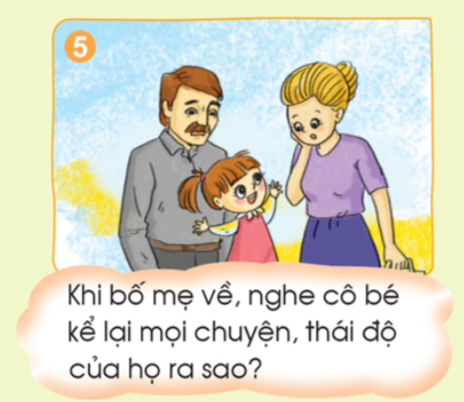 5
Khi bố mẹ về, nghe cô bé
kể lại mọi chuyện, thái độ
của họ ra sao?